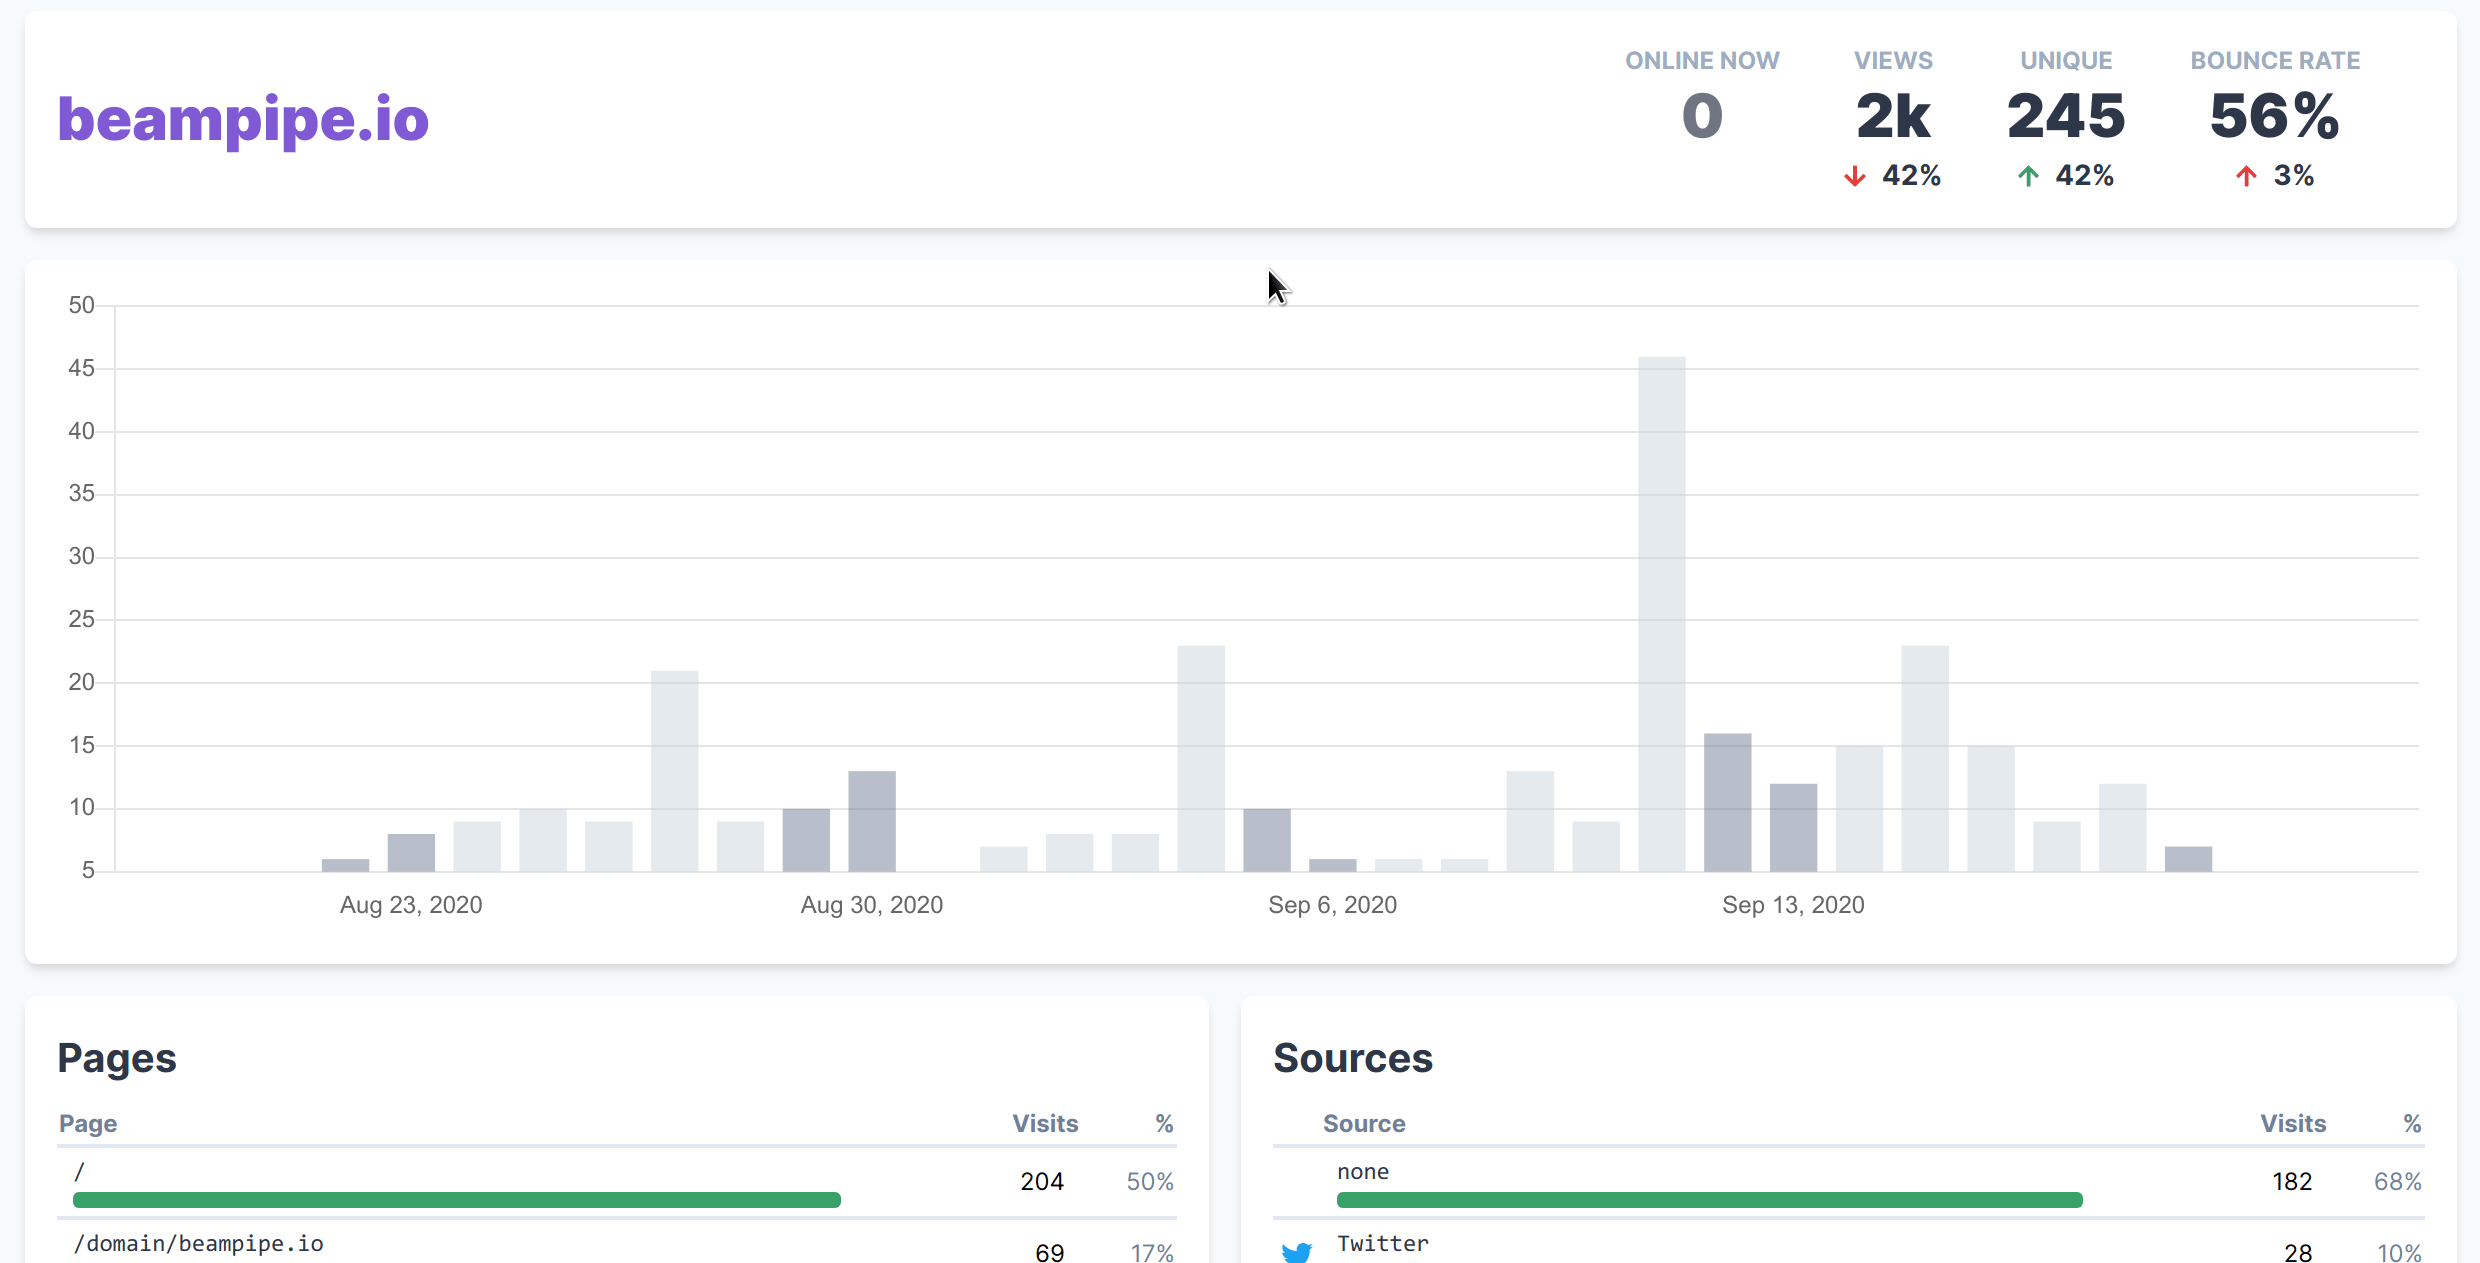 beampipe.io
ONLINE NOW VIEWS UNIQUE BOUNCE RATE
0 2k 245 56%
42% 42% 3%
50
45
40
35
30
25
20
15
10
5
Aug 23, 2020 Aug 30, 2020 Sep 6, 2020 Sep 13, 2020
Pages
Page Visits %
/ 204 50%
/domain/beampipe.io 69 17%
Sources
Source Visits %
none 182 68%
Twitter 28 10%